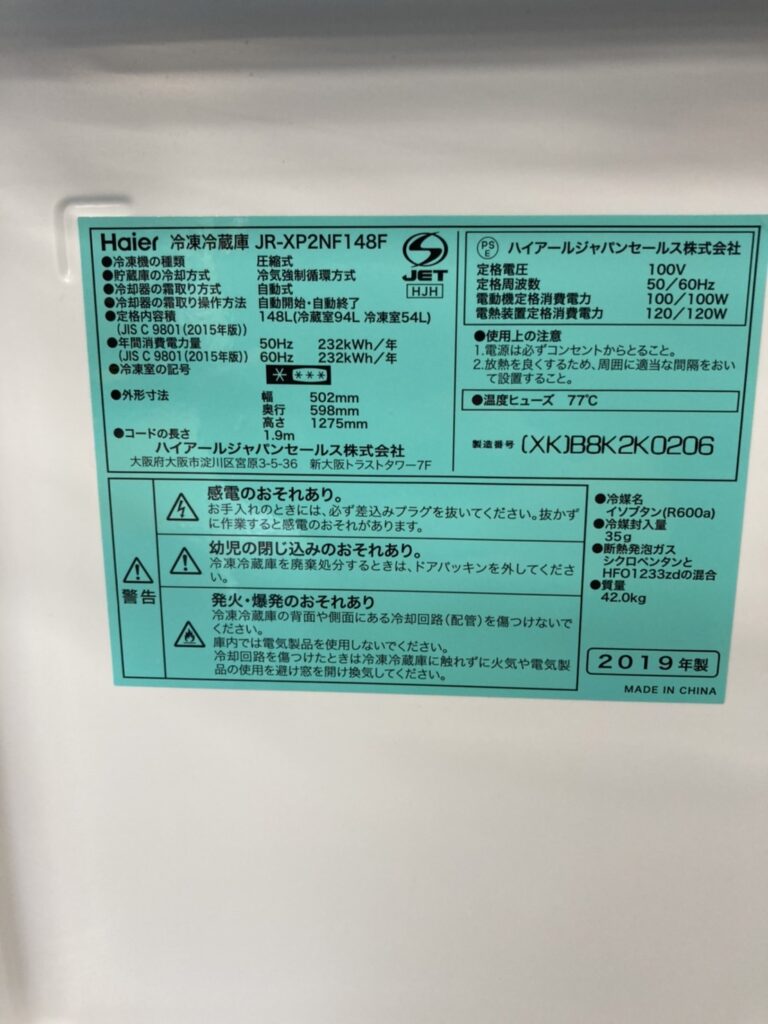 Haier 冷凍冷蔵庫 JR-XP2NF148F
●冷凍機の種類 圧縮式
●貯蔵庫の冷却方式 冷気強制循環方式
●冷却器の霜取り方式 自動式
●冷却器の霜取り操作方法 自動開始・自動終了
●定格内容積 148L(冷蔵室94L 冷凍室54L)
(JIS C 9801(2015年版))
●年間消費電力量 50Hz 232kWh/年
(JIS C 9801(2015年版)) 60Hz 232kWh/年
●冷凍室の記号 * ***
●外形寸法 幅 502mm
奥行 598mm
高さ 1275mm
●コードの長さ 1.9m
ハイアールジャパンセールス株式会社
大阪府大阪市淀川区宮原3-5-36 新大阪トラストタワー7F
JET
HJH
PS
E
ハイアールジャパンセールス株式会社
定格電圧 100V
定格周波数 50/60Hz
電動機定格消費電力 100/100W
電熱装置定格消費電力 120/120W
●使用上の注意
1.電源は必ずコンセントからとること。
2.放熱を良くするため、周囲に適当な間隔をおい
て設置すること。
●温度ヒューズ 77℃
製造番号 (XK)B8K2K0206
警告
感電のおそれあり。
お手入れのときには、必ず差込みプラグを抜いてください。抜かず
に作業すると感電のおそれがあります。
幼児の閉じ込めのおそれあり。
冷凍冷蔵庫を廃棄処分するときは、ドアパッキンを外してくださ
い。
発火・爆発のおそれあり
冷凍冷蔵庫の背面や側面にある冷却回路(配管)を傷つけないで
ください。
庫内では電気製品を使用しないでください。
冷却回路を傷つけたときは冷凍冷蔵庫に触れずに火気や電気製
品の使用を避け窓を開け換気してください。
●冷媒名
イソブタン(R600a)
●冷媒封入量
35g
●断熱発泡ガス
シクロペンタンと
HFO1233zdの混合
●質量
42.0kg
2019年製
MADE IN CHINA